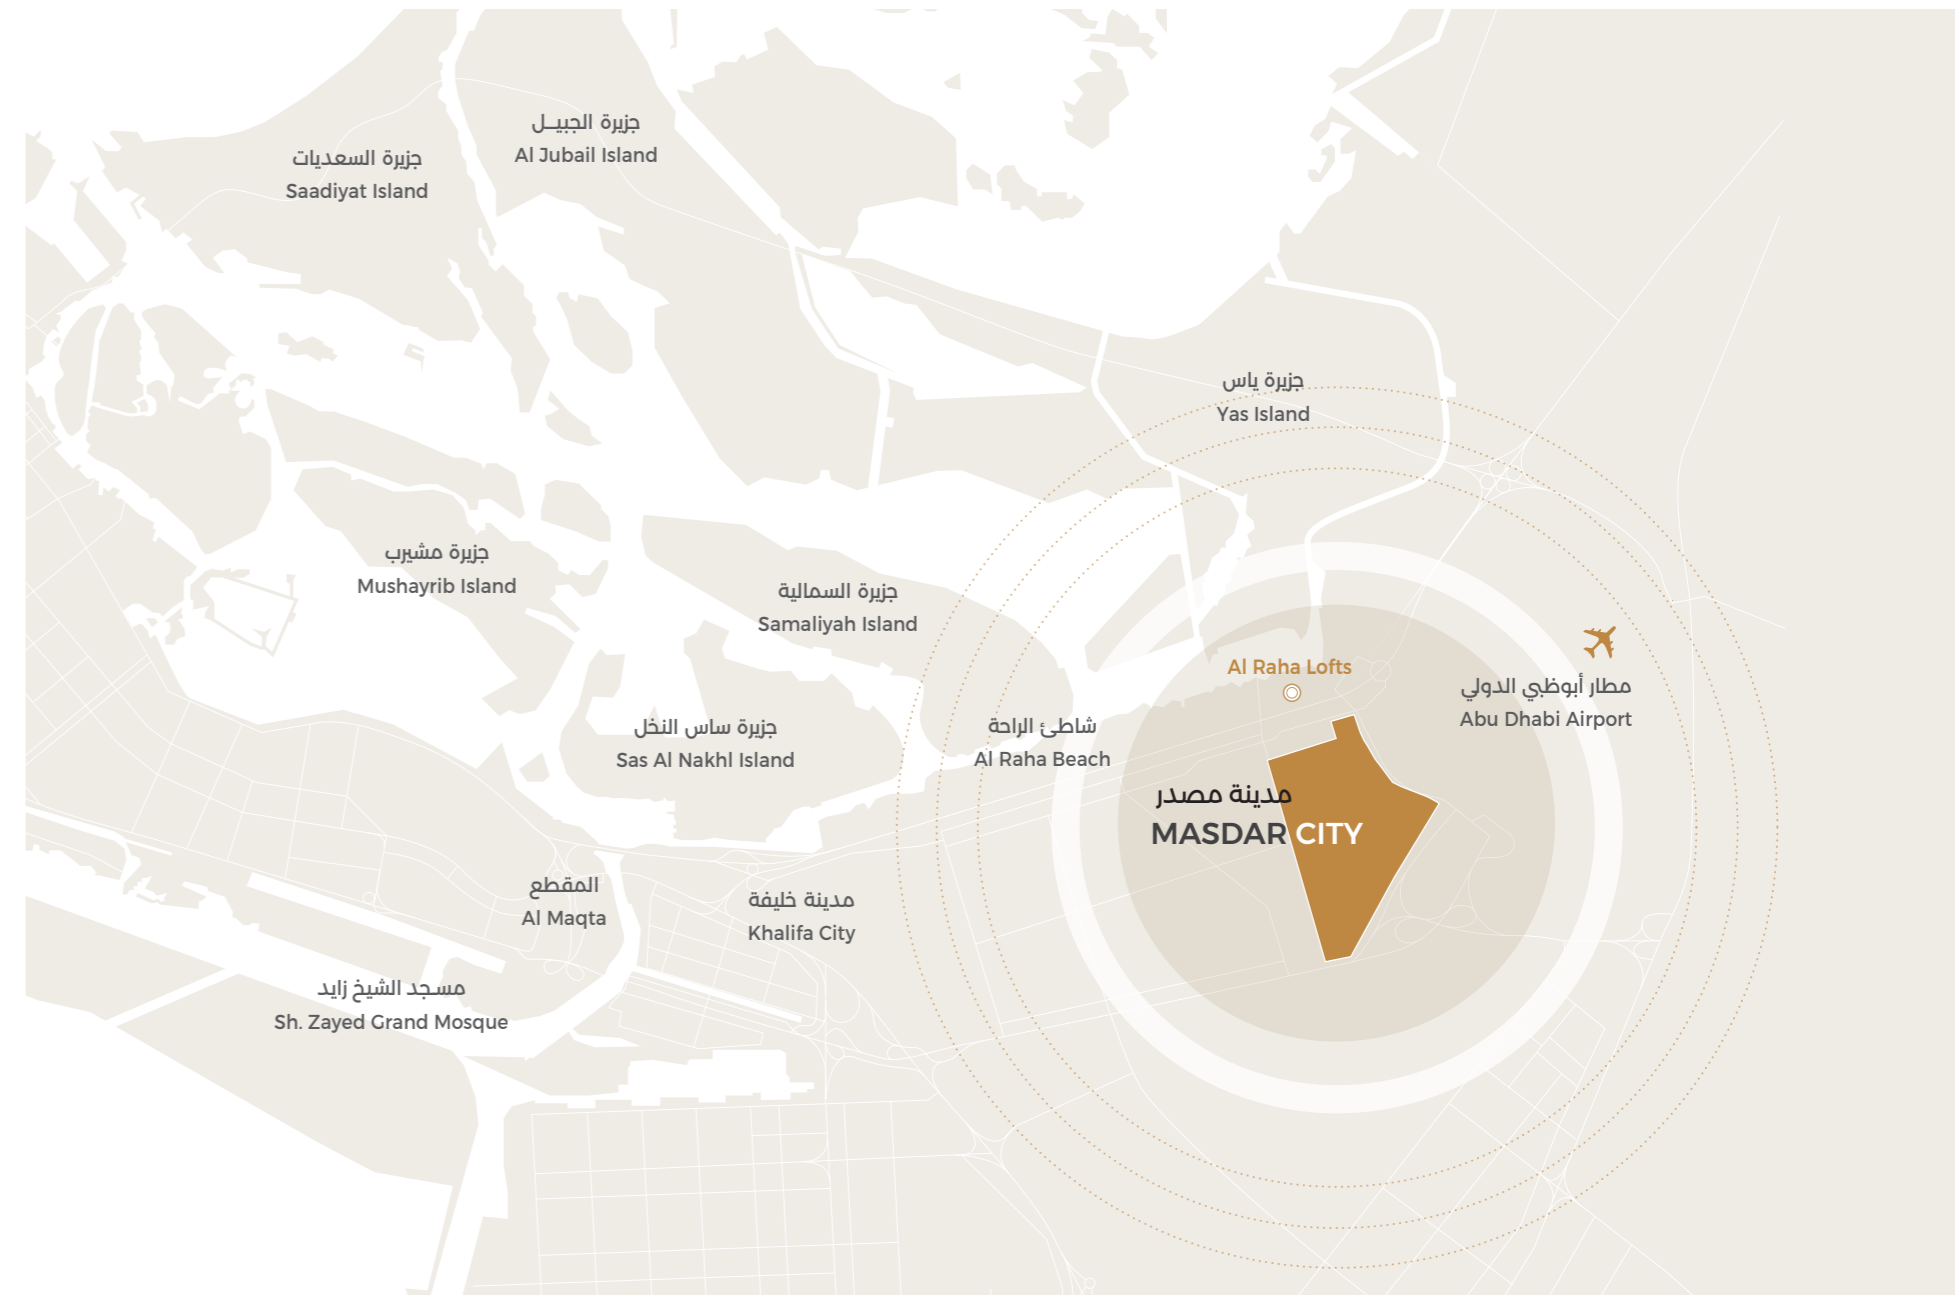 جزيرة الجبيــل
Al Jubail Island
جزيرة السعديات
Saadiyat Island
جزيرة ياس
Yas Island
جزيرة مشيرب
Mushayrib Island
جزيرة السمالية
Samaliyah Island
Al Raha Lofts
مطار أبوظبي الدولي
Abu Dhabi Airport
جزيرة ساس النخل
Sas Al Nakhl Island
شاطئ الراحة
Al Raha Beach
مدينة مصدر
MASDAR CITY
المقطع
Al Maqta
مدينة خليفة
Khalifa City
مسجد الشيخ زايد
Sh. Zayed Grand Mosque